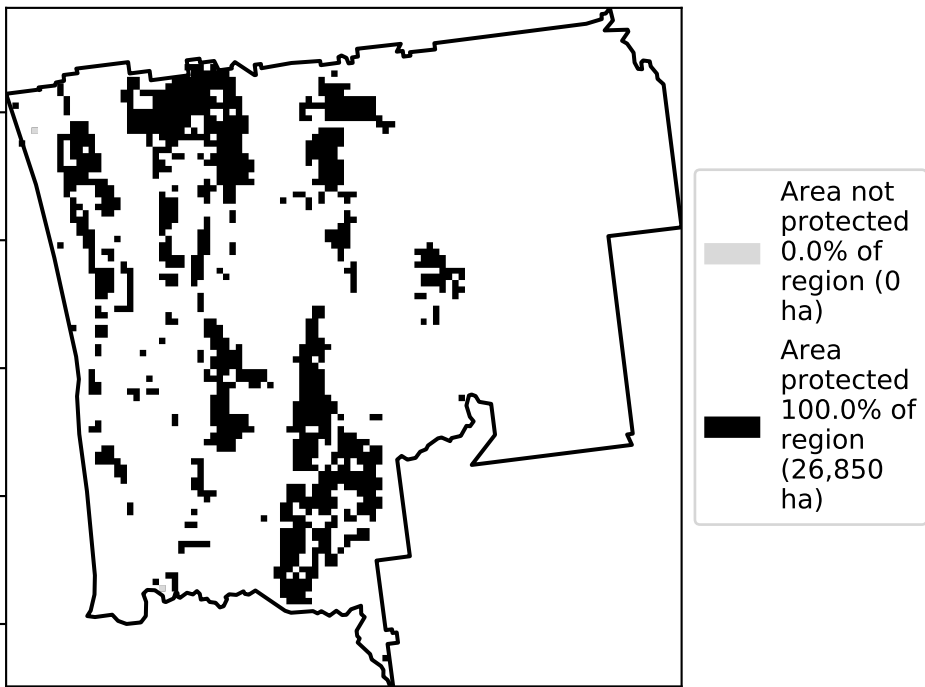 Area not
protected
0.0% of
region (0
ha)
Area
protected
100.0% of
region
(26,850
ha)